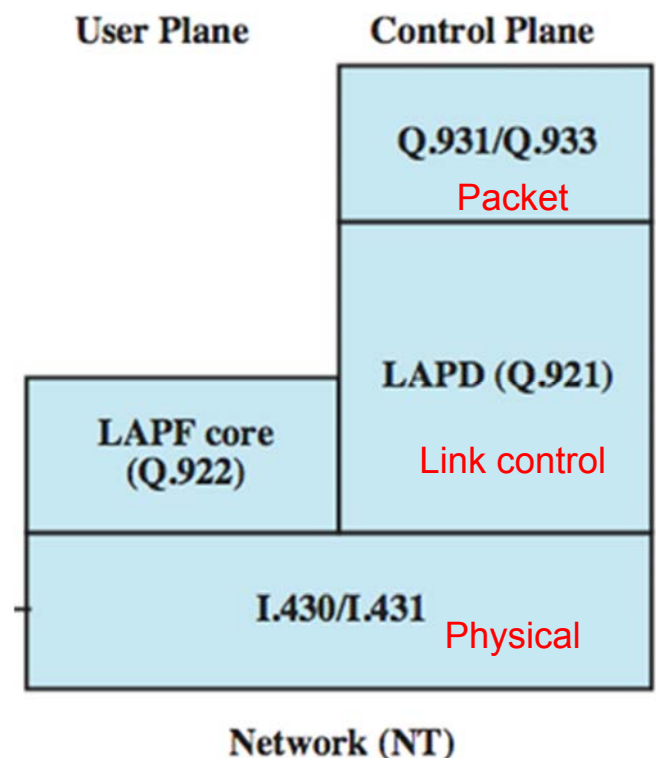 User Plane
Control Plane
Q.931/Q.933
Packet
LAPD (Q.921)
Link control
LAPF core
(Q.922)
I.430/I.431
Physical
Network (NT)